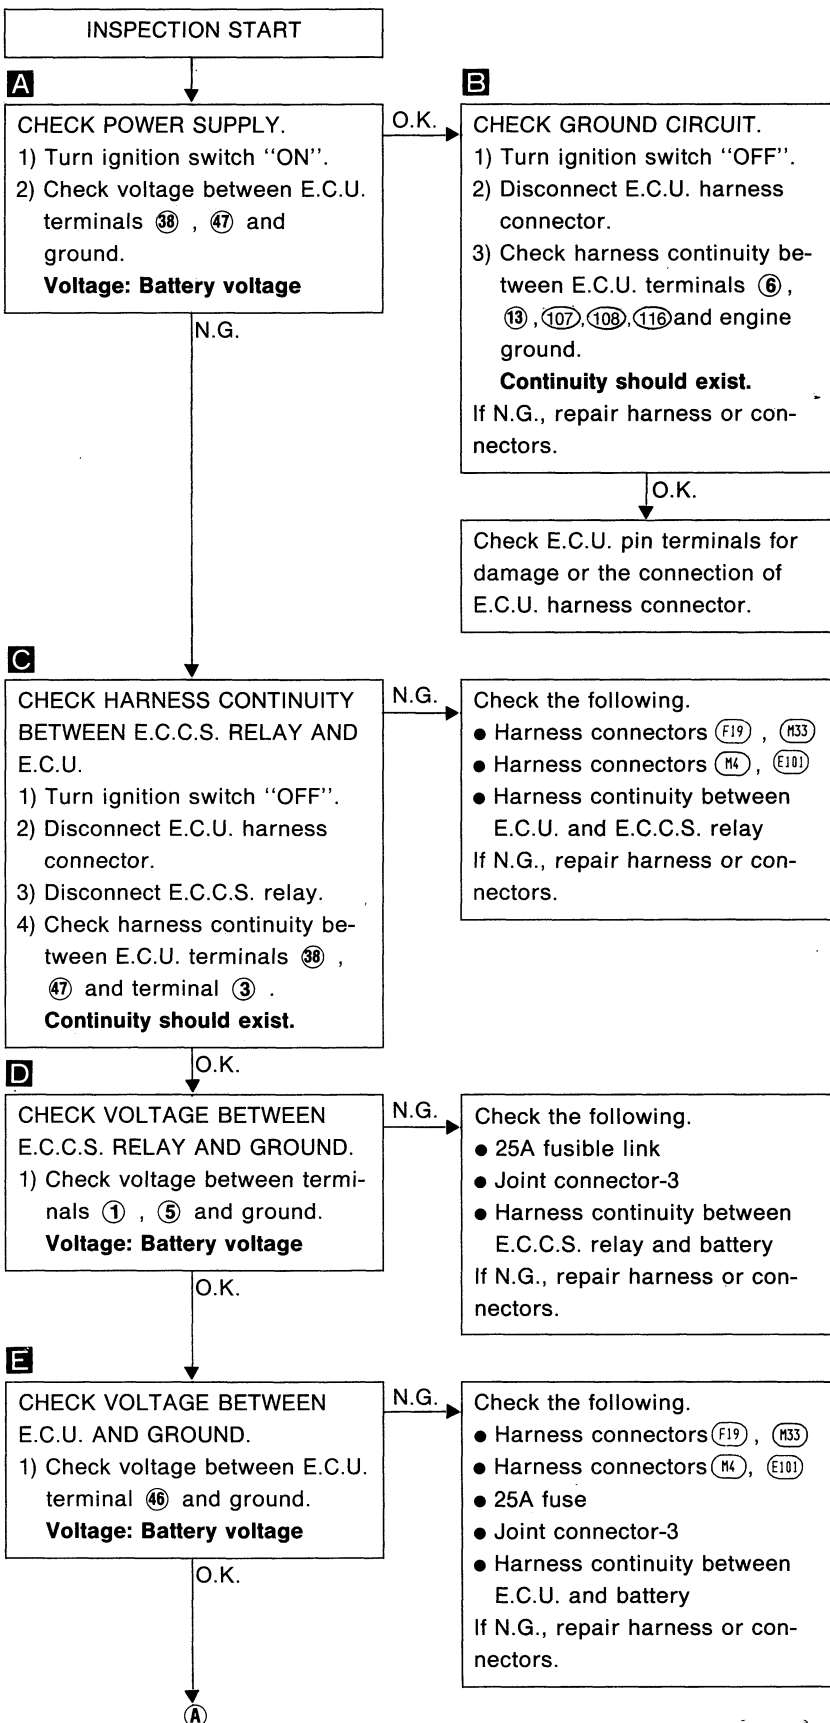 INSPECTION START
A
CHECK POWER SUPPLY.
1) Turn ignition switch "ON".
2) Check voltage between E.C.U.
terminals 38 , 47 and
ground.
Voltage: Battery voltage
O.K.
N.G.
B
CHECK GROUND CIRCUIT.
1) Turn ignition switch "OFF".
2) Disconnect E.C.U. harness
connector.
3) Check harness continuity be-
tween E.C.U. terminals 6 ,
13 , 107, 108, 116 and engine
ground.
Continuity should exist.
If N.G., repair harness or con-
nectors.
O.K.
Check E.C.U. pin terminals for
damage or the connection of
E.C.U. harness connector.
C
CHECK HARNESS CONTINUITY
BETWEEN E.C.C.S. RELAY AND
E.C.U.
1) Turn ignition switch "OFF".
2) Disconnect E.C.U. harness
connector.
3) Disconnect E.C.C.S. relay.
4) Check harness continuity be-
tween E.C.U. terminals 38 ,
47 and terminal 3 .
Continuity should exist.
N.G.
Check the following.
● Harness connectors F19 , M33
● Harness connectors M4 , E101
● Harness continuity between
E.C.U. and E.C.C.S. relay
If N.G., repair harness or con-
nectors.
O.K.
D
CHECK VOLTAGE BETWEEN
E.C.C.S. RELAY AND GROUND.
1) Check voltage between termi-
nals 1 , 5 and ground.
Voltage: Battery voltage
N.G.
Check the following.
● 25A fusible link
● Joint connector-3
● Harness continuity between
E.C.C.S. relay and battery
If N.G., repair harness or con-
nectors.
O.K.
E
CHECK VOLTAGE BETWEEN
E.C.U. AND GROUND.
1) Check voltage between E.C.U.
terminal 46 and ground.
Voltage: Battery voltage
N.G.
Check the following.
● Harness connectors F19 , M33
● Harness connectors M4 , E101
● 25A fuse
● Joint connector-3
● Harness continuity between
E.C.U. and battery
If N.G., repair harness or con-
nectors.
O.K.
A